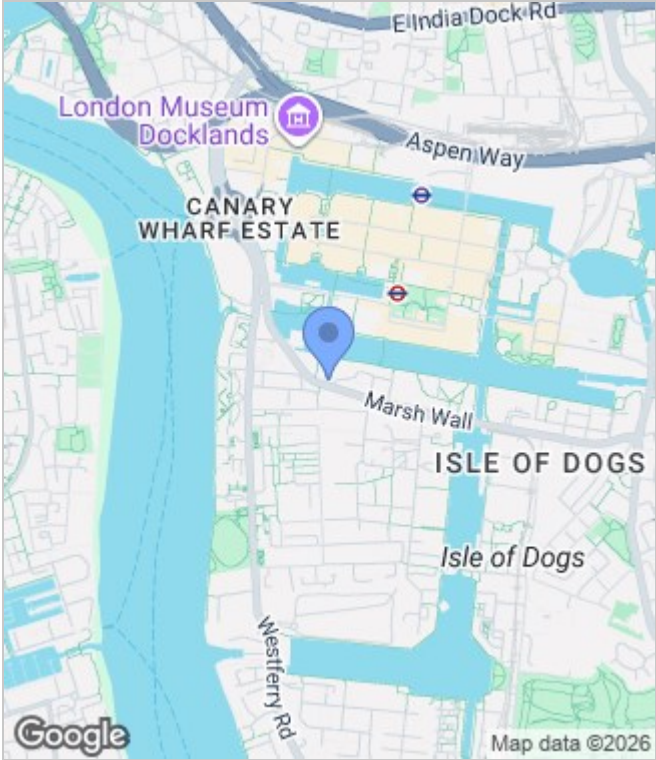 E India Dock Rd
London Museum
Docklands
Aspen Way
CANARY
WHARF ESTATE
Marsh Wall
ISLE OF DOGS
Isle of Dogs
Westferry Rd
Google
Map data ©2026